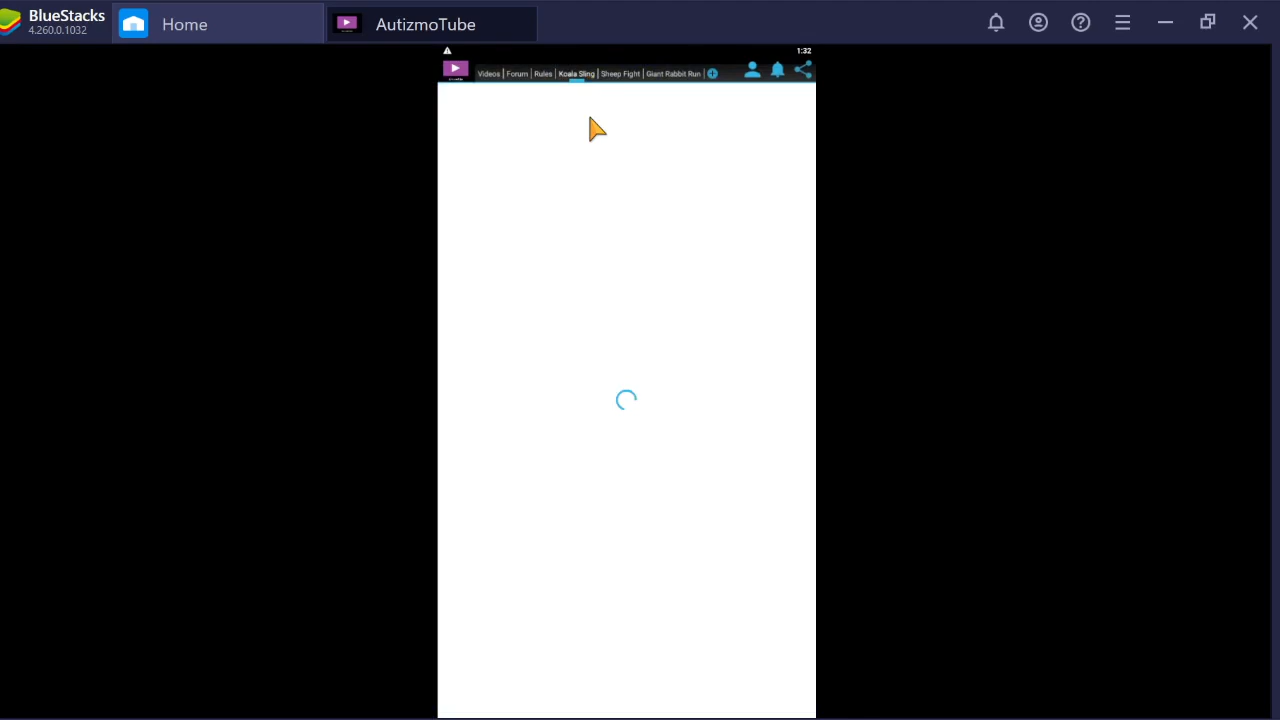 BlueStacks
4.260.0.1032
Home
AutizmoTube
1:32
Videos | Forum | Rules | Koala Sling | Sheep Fight | Giant Rabbit Run |